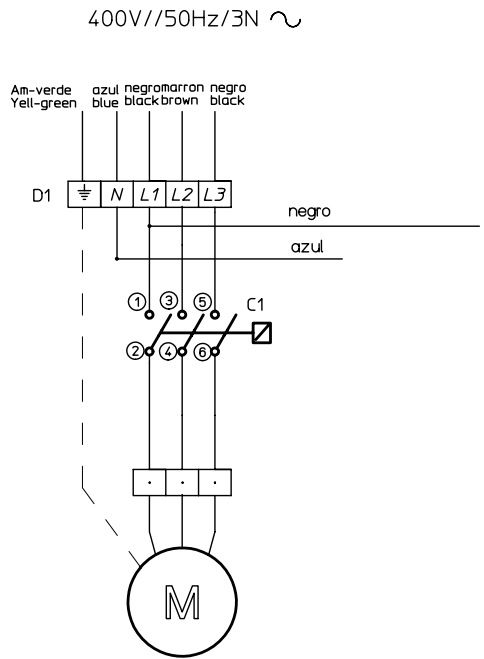 400V//50Hz/3N
Am-verde azul negro marron negro
Yell-green blue black brown black
D1 N L1 L2 L3
negro
azul
1 3 5 C1
2 4 6
M